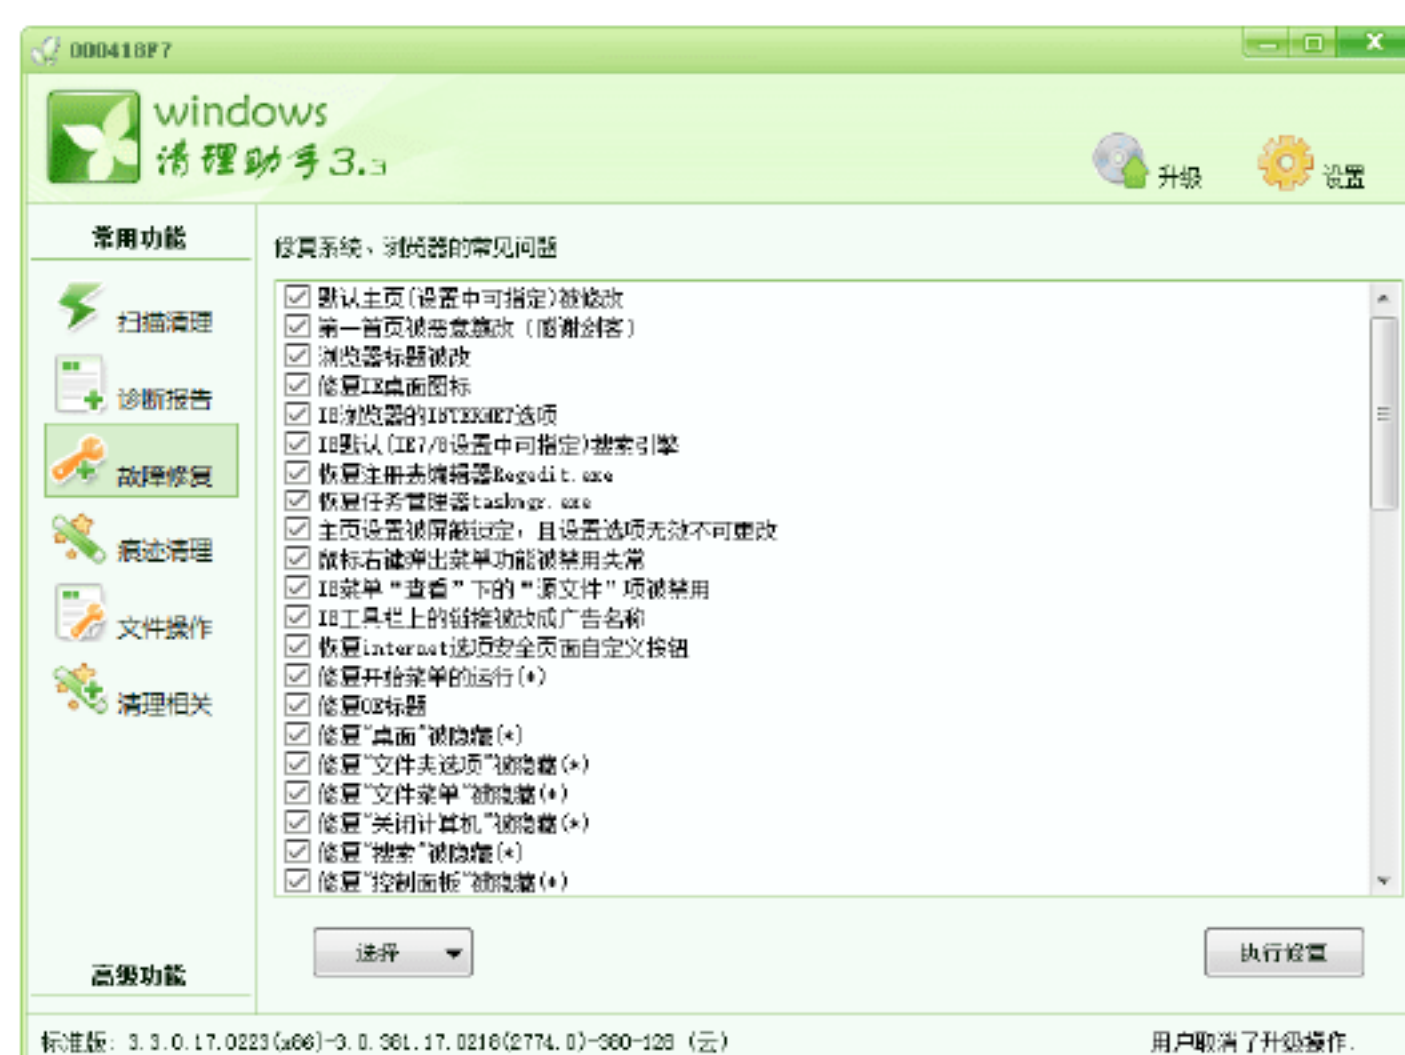 000418F7
windows
清理助手3.3
升级
设置
常用功能
扫描清理
诊断报告
故障修复
痕迹清理
文件操作
清理相关
高级功能
修复系统、浏览器的常见问题
默认主页(设置中可指定)被修改
第一首页被恶意篡改（感谢剑客）
浏览器标题被改
修复IE桌面图标
IE浏览器的INTERNET选项
IE默认(IE7/8设置中可指定)搜索引擎
恢复注册表编辑器Regedit.exe
恢复任务管理器taskmgr.exe
主页设置被屏蔽锁定，且设置选项无效不可更改
鼠标右键弹出菜单功能被禁用失常
IE菜单“查看”下的“源文件”项被禁用
IE工具栏上的链接被改成广告名称
恢复internet选项安全页面自定义按钮
修复开始菜单的运行(*)
修复OE标题
修复"桌面"被隐藏(*)
修复"文件夹选项"被隐藏(*)
修复"文件菜单"被隐藏(*)
修复"关闭计算机"被隐藏(*)
修复"搜索"被隐藏(*)
修复"控制面板"被隐藏(*)
选择
执行修复
标准版: 3.3.0.17.0223(x86)-3.0.381.17.0216(2774.0)-380-128 (云)
用户取消了升级操作.